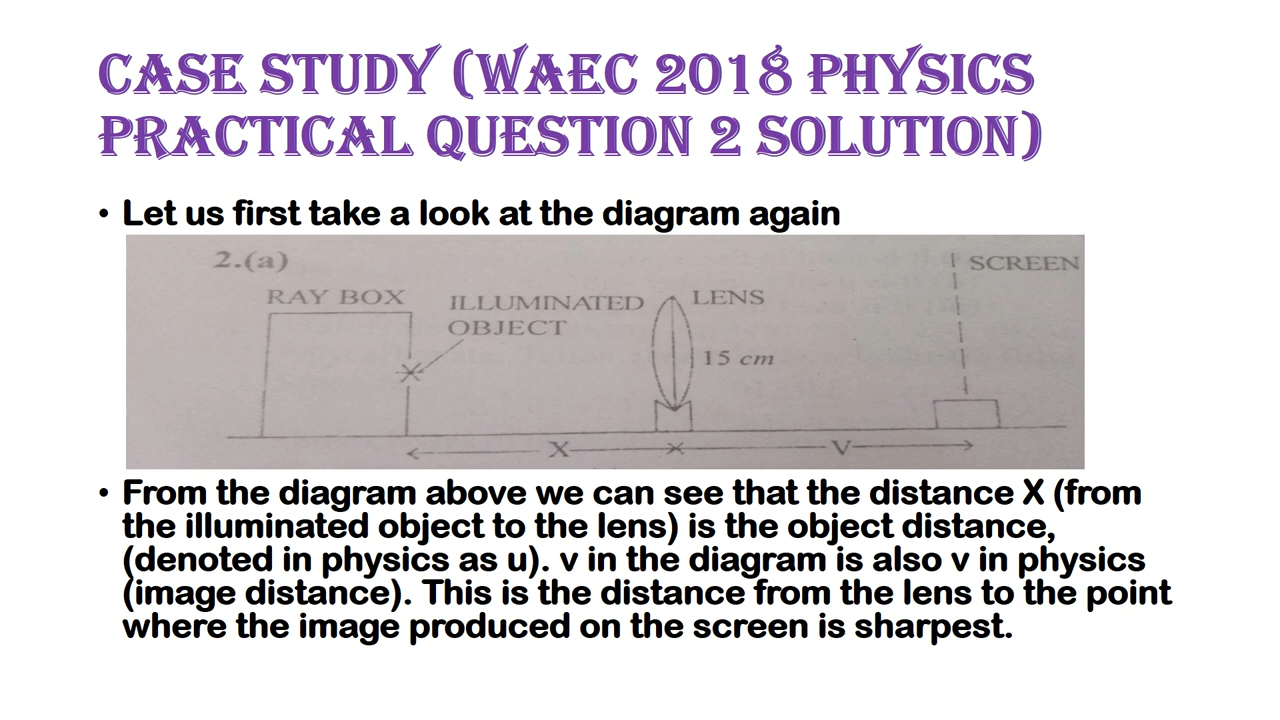 CASE STUDY (WAEC 2018 PHYSICS
PRACTICAL QUESTION 2 SOLUTION)
• Let us first take a look at the diagram again
2.(a)
SCREEN
RAY BOX
ILLUMINATED
OBJECT
LENS
15 cm
X
V
• From the diagram above we can see that the distance X (from
the illuminated object to the lens) is the object distance,
(denoted in physics as u). v in the diagram is also v in physics
(image distance). This is the distance from the lens to the point
where the image produced on the screen is sharpest.